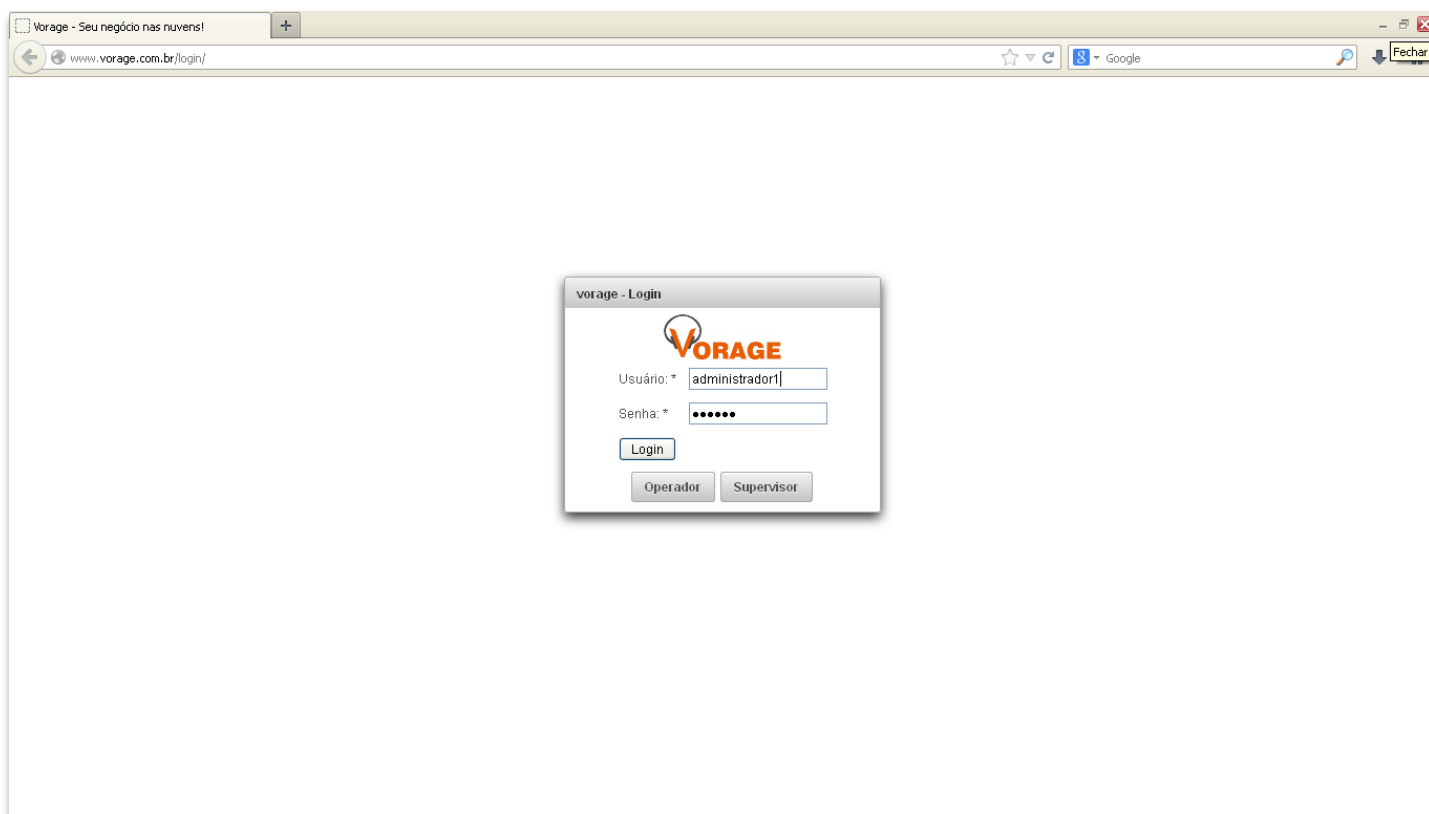 Vorage - Seu negócio nas nuvens!
www.vorage.com.br/login/
Google
Fechar
vorage - Login
VORAGE
Usuário: * administrador1
Senha: * ●●●●●●
Login
Operador Supervisor